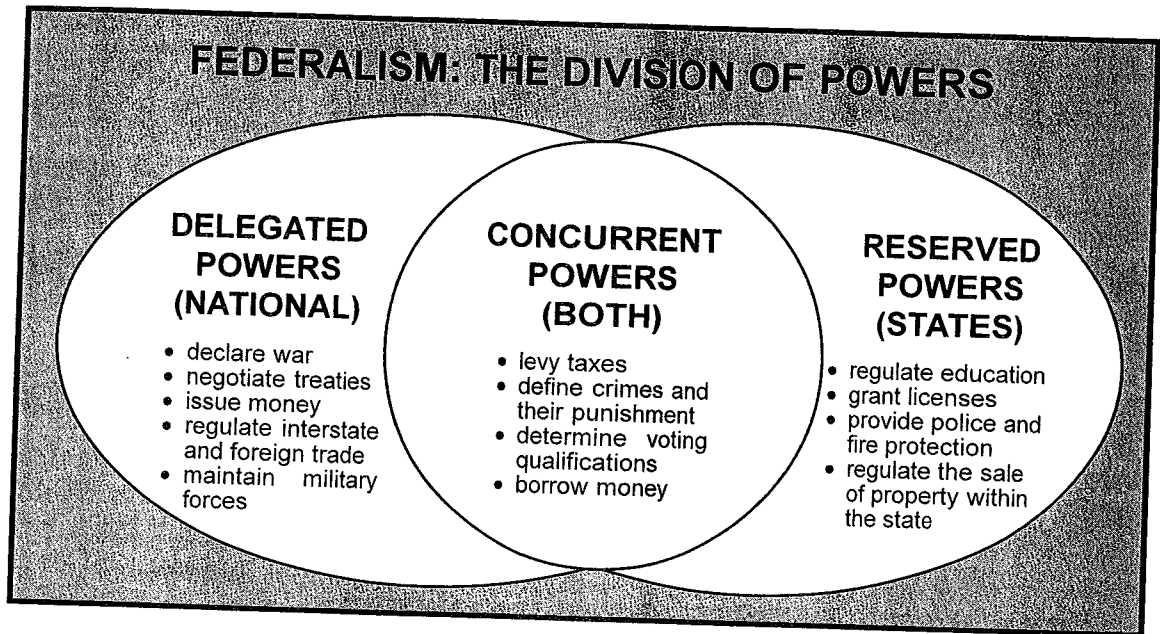 FEDERALISM: THE DIVISION OF POWERS
DELEGATED
POWERS
(NATIONAL)
• declare war
• negotiate treaties
• issue money
• regulate interstate
and foreign trade
• maintain military
forces
CONCURRENT
POWERS
(BOTH)
• levy taxes
• define crimes and
their punishment
• determine voting
qualifications
• borrow money
RESERVED
POWERS
(STATES)
• regulate education
• grant licenses
• provide police and
fire protection
• regulate the sale
of property within
the state